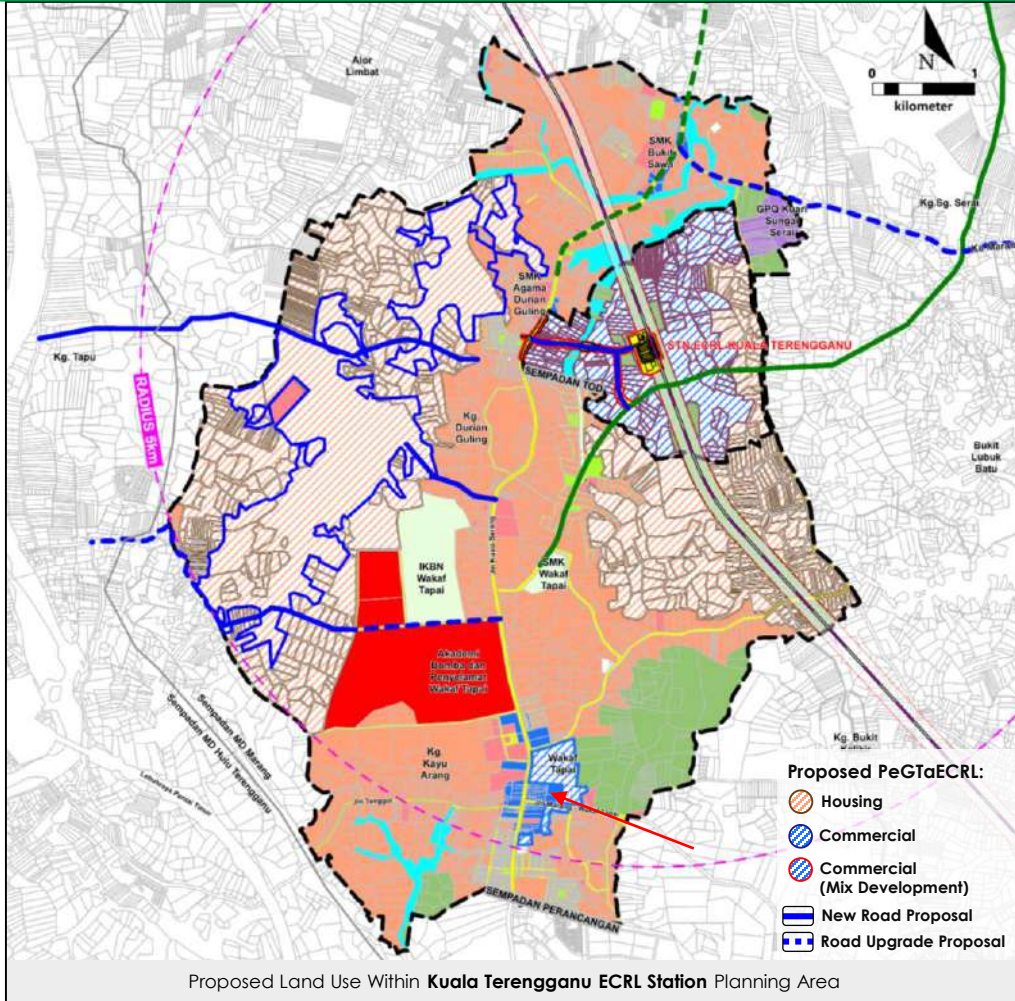 Alor
Limbat
N
0 1
kilometer
SMK
Bukit
Sawa
GPQ Kuari
Sungai
Serai
Kg.Sg. Serai
Ke Marang
SMK
Agama
Durian
Guling
STN ECRL KUALA TERENGGANU
SEMPADAN TOD
Kg. Tapu
RADIUS 5km
Kg.
Durian
Guling
Bukit
Lubuk
Batu
IKBN
Wakaf
Tapai
SMK
Wakaf
Tapai
Akademi
Bomba dan
Penyelamat
Wakaf Tapai
Sempadan MD Marang
Sempadan MD Hulu Terengganu
Kg.
Kayu
Arang
Wakaf
Tapai
Kg. Bukit
SEMPADAN PERANCANGAN
Proposed PeGTaECRL:
Housing
Commercial
Commercial
(Mix Development)
New Road Proposal
Road Upgrade Proposal
Proposed Land Use Within Kuala Terengganu ECRL Station Planning Area